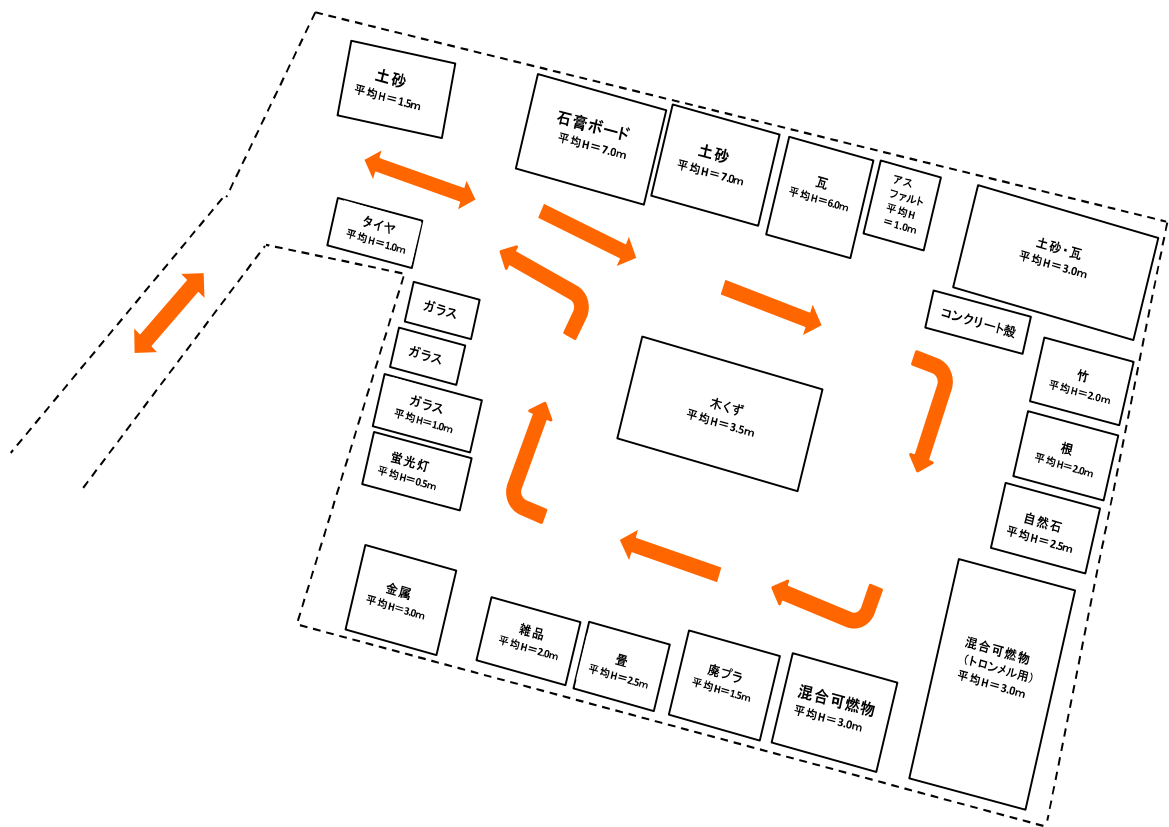 土砂
平均H=1.5m
石膏ボード
平均H=7.0m
土砂
平均H=7.0m
瓦
平均H=6.0m
アス
ファルト
平均H
=1.0m
土砂・瓦
平均H=3.0m
タイヤ
平均H=1.0m
ガラス
コンクリート殻
ガラス
竹
平均H=2.0m
ガラス
平均H=1.0m
木くず
平均H=3.5m
根
平均H=2.0m
蛍光灯
平均H=0.5m
自然石
平均H=2.5m
金属
平均H=3.0m
雑品
平均H=2.0m
畳
平均H=2.5m
廃プラ
平均H=1.5m
混合可燃物
平均H=3.0m
混合可燃物
(トロンメル用)
平均H=3.0m